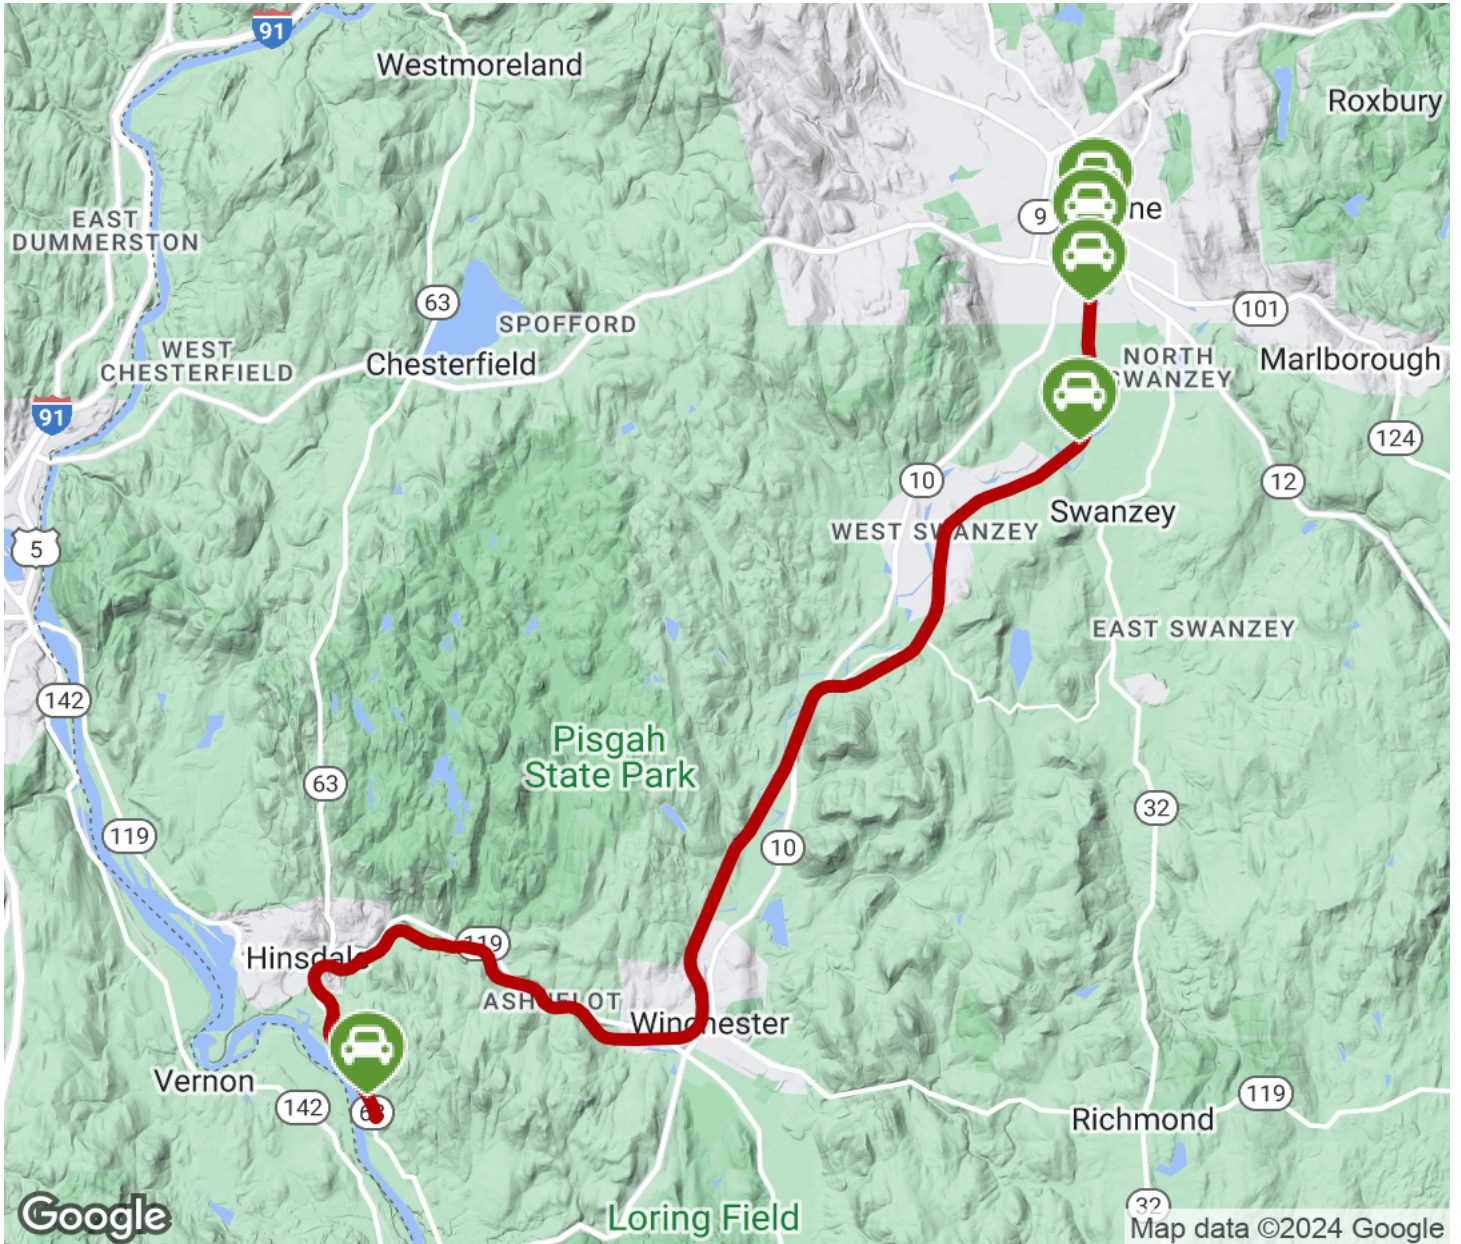 91
Westmoreland
Roxbury
EAST
DUMMERSTON
9
ne
63
SPOFFORD
101
WEST
CHESTERFIELD
Chesterfield
NORTH
WANZEY
Marlborough
91
124
10
12
Swanzey
WEST SWANZEY
5
EAST SWANZEY
142
Pisgah
State Park
63
32
119
10
119
Hinsdale
ASHUELOT
Winchester
Vernon
142
63
119
Richmond
32
Loring Field
Google
Map data ©2024 Google